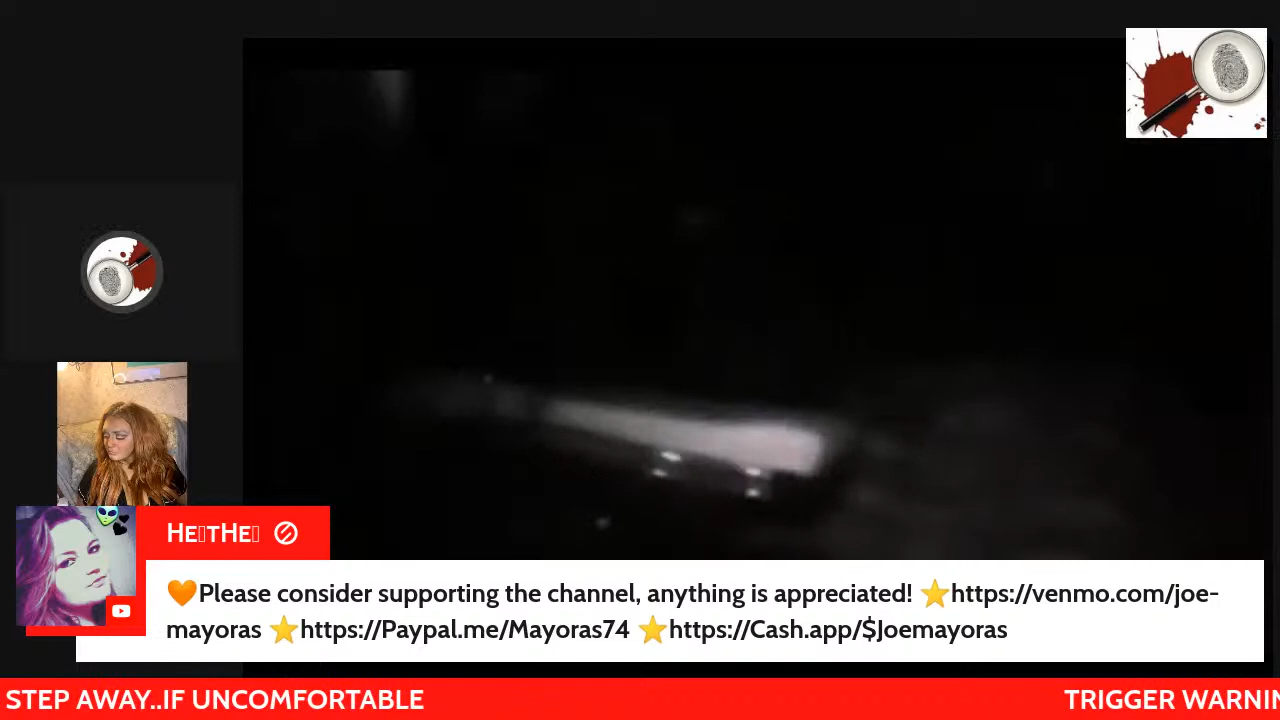 HE▯THE▯
🧡Please consider supporting the channel, anything is appreciated! ⭐https://venmo.com/joe-
mayoras ⭐https://Paypal.me/Mayoras74 ⭐https://Cash.app/$Joemayoras
STEP AWAY..IF UNCOMFORTABLE TRIGGER WARNIN